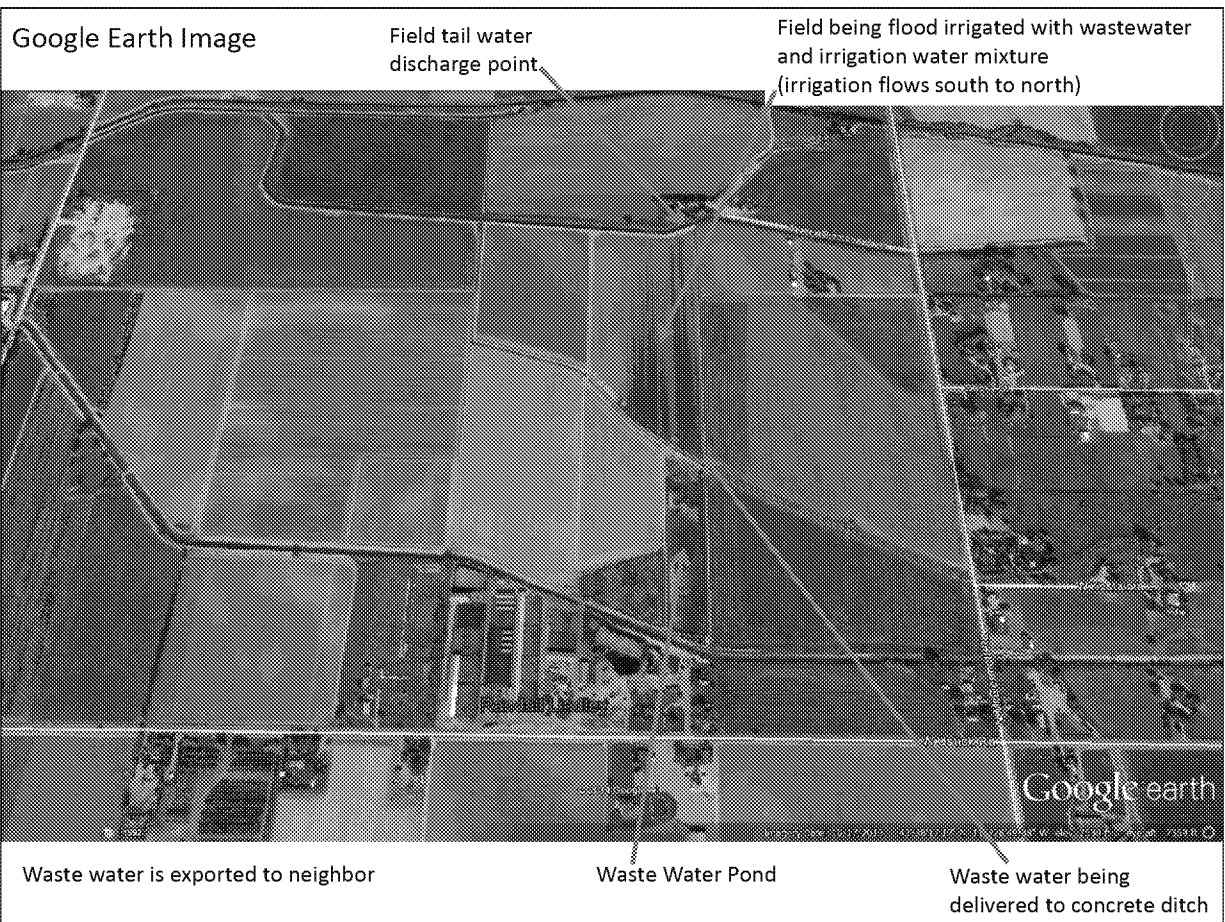 Google Earth Image
Field tail water
discharge point
Field being flood irrigated with wastewater
and irrigation water mixture
(irrigation flows south to north)
Google earth
Waste water is exported to neighbor
Waste Water Pond
Waste water being
delivered to concrete ditch